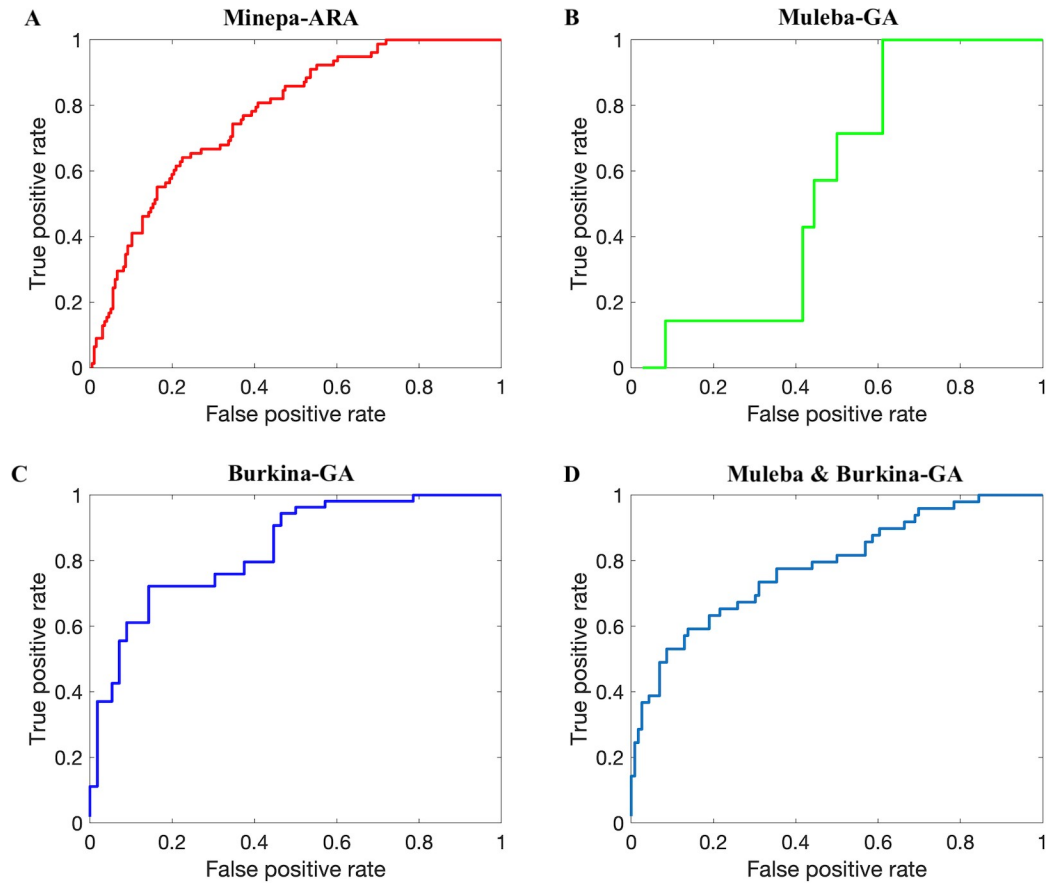 A
Minepa-ARA
1
0.8
0.6
0.4
0.2
0
True positive rate
0 0.2 0.4 0.6 0.8 1
False positive rate
B
Muleba-GA
1
0.8
0.6
0.4
0.2
0
True positive rate
0 0.2 0.4 0.6 0.8 1
False positive rate
C
Burkina-GA
1
0.8
0.6
0.4
0.2
0
True positive rate
0 0.2 0.4 0.6 0.8 1
False positive rate
D
Muleba & Burkina-GA
1
0.8
0.6
0.4
0.2
0
True positive rate
0 0.2 0.4 0.6 0.8 1
False positive rate